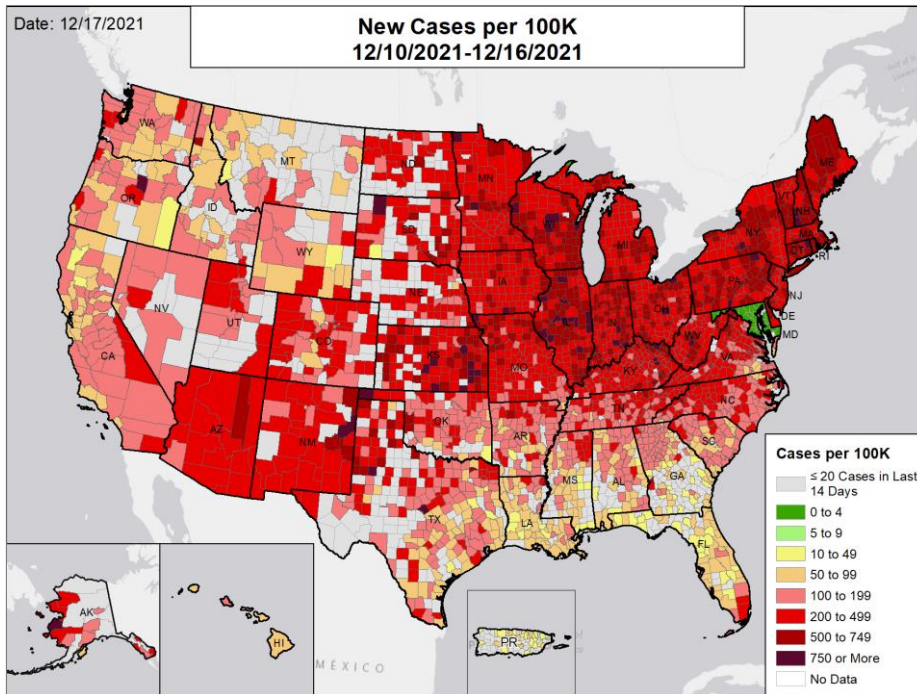 Date: 12/17/2021
New Cases per 100K
12/10/2021-12/16/2021
WA
MT
ND
MN
ME
OR
ID
SD
WI
MI
VT
NH
NY
MA
CT
RI
WY
NE
IA
PA
NJ
NV
UT
CO
KS
MO
IL
IN
OH
WV
DE
MD
VA
KY
CA
AZ
NM
OK
AR
TN
NC
SC
MS
AL
GA
TX
LA
FL
AK
HI
PR
MÉXICO
Cases per 100K
≤ 20 Cases in Last
14 Days
0 to 4
5 to 9
10 to 49
50 to 99
100 to 199
200 to 499
500 to 749
750 or More
No Data